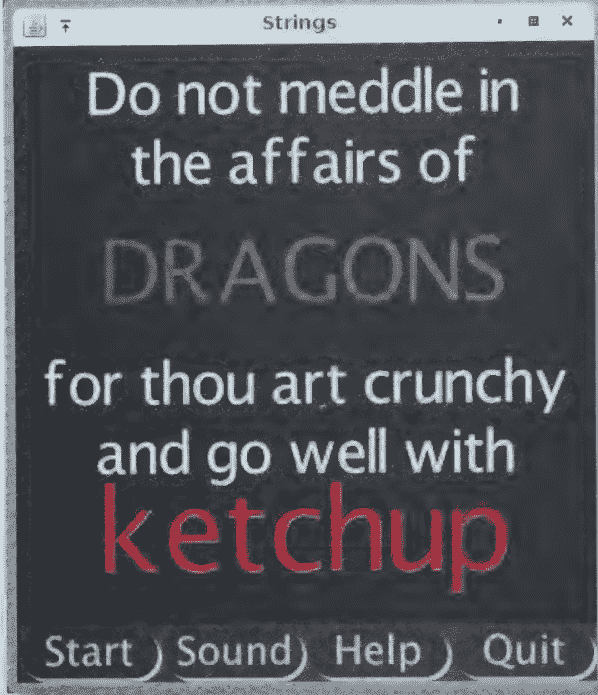 Strings
Do not meddle in
the affairs of
DRAGONS
for thou art crunchy
and go well with
ketchup
Start Sound Help Quit